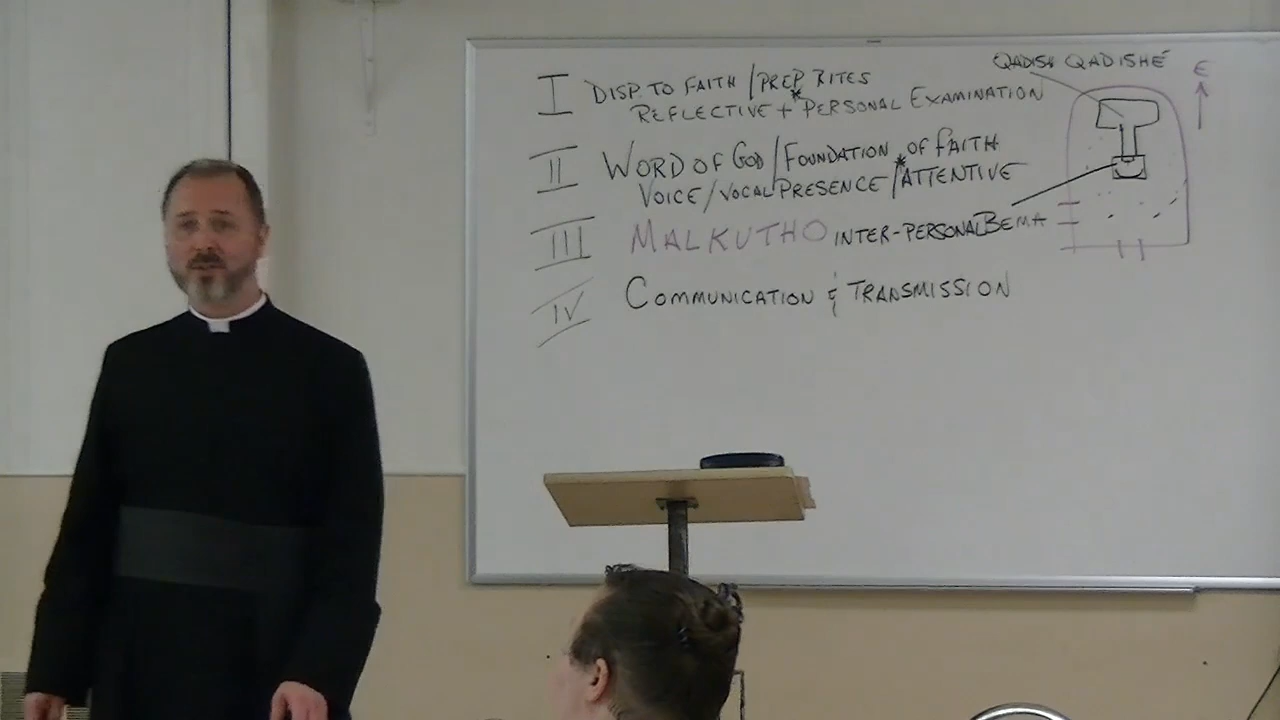 QADISH QADISHÉ
E
I DISP. TO FAITH / PREP RITES
REFLECTIVE + * PERSONAL EXAMINATION
II WORD OF GOD / FOUNDATION OF FAITH
VOICE / VOCAL PRESENCE / * ATTENTIVE
III MALKUTHO INTER-PERSONAL BEMA
IV COMMUNICATION & TRANSMISSION